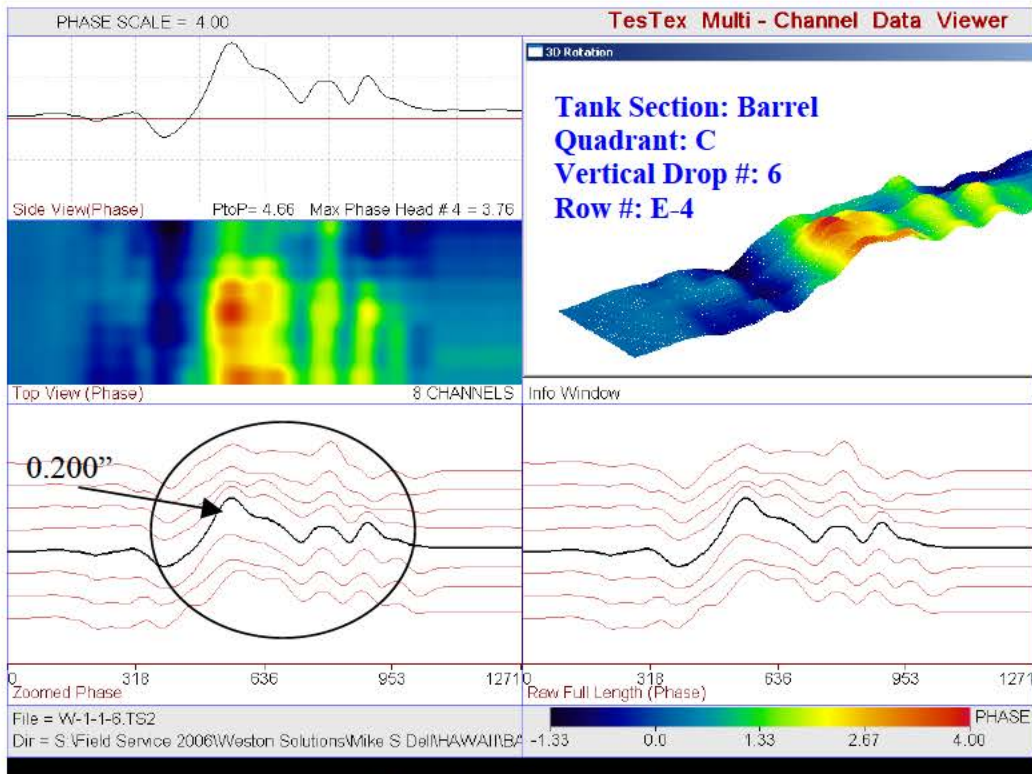 PHASE SCALE = 4.00
TesTex Multi - Channel Data Viewer
3D Rotation
Tank Section: Barrel
Quadrant: C
Vertical Drop #: 6
Row #: E-4
Side View(Phase) PtoP= 4.66 Max Phase Head # 4 = 3.76
Top View (Phase) 8 CHANNELS
Info Window
0.200”
0 318 636 953 1271
Zoomed Phase
0 318 636 953 1271
Raw Full Length (Phase)
File = W-1-1-6.TS2
Dir = S:\Field Service 2006\Weston Solutions\Mike S Dell\HAWAII\BA
PHASE
-1.33 0.0 1.33 2.67 4.00